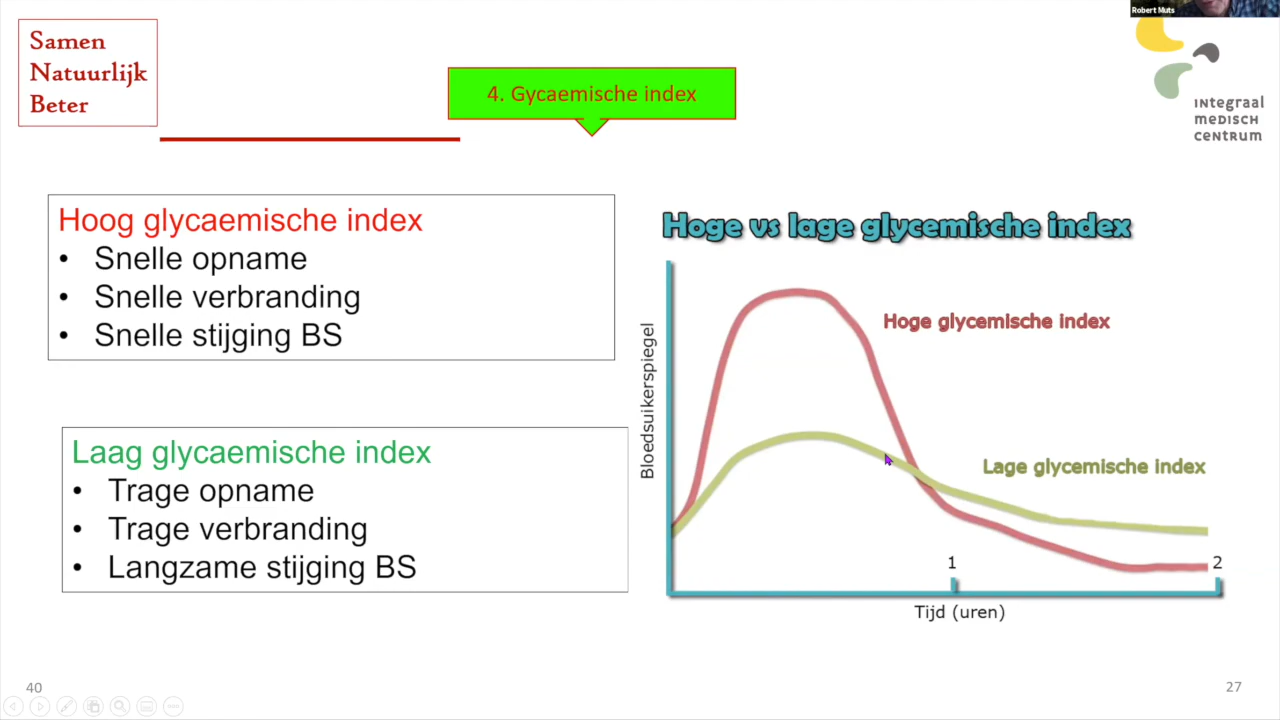 Robert Muts
Samen
Natuurlijk
Beter
4. Gycaemische index
INtegraal
MEDISCH
CENtRUM
Hoog glycaemische index
• Snelle opname
• Snelle verbranding
• Snelle stijging BS
Laag glycaemische index
• Trage opname
• Trage verbranding
• Langzame stijging BS
Hoge vs lage glycemische index
Bloedsuikerspiegel
Hoge glycemische index
Lage glycemische index
1
2
Tijd (uren)
40
27